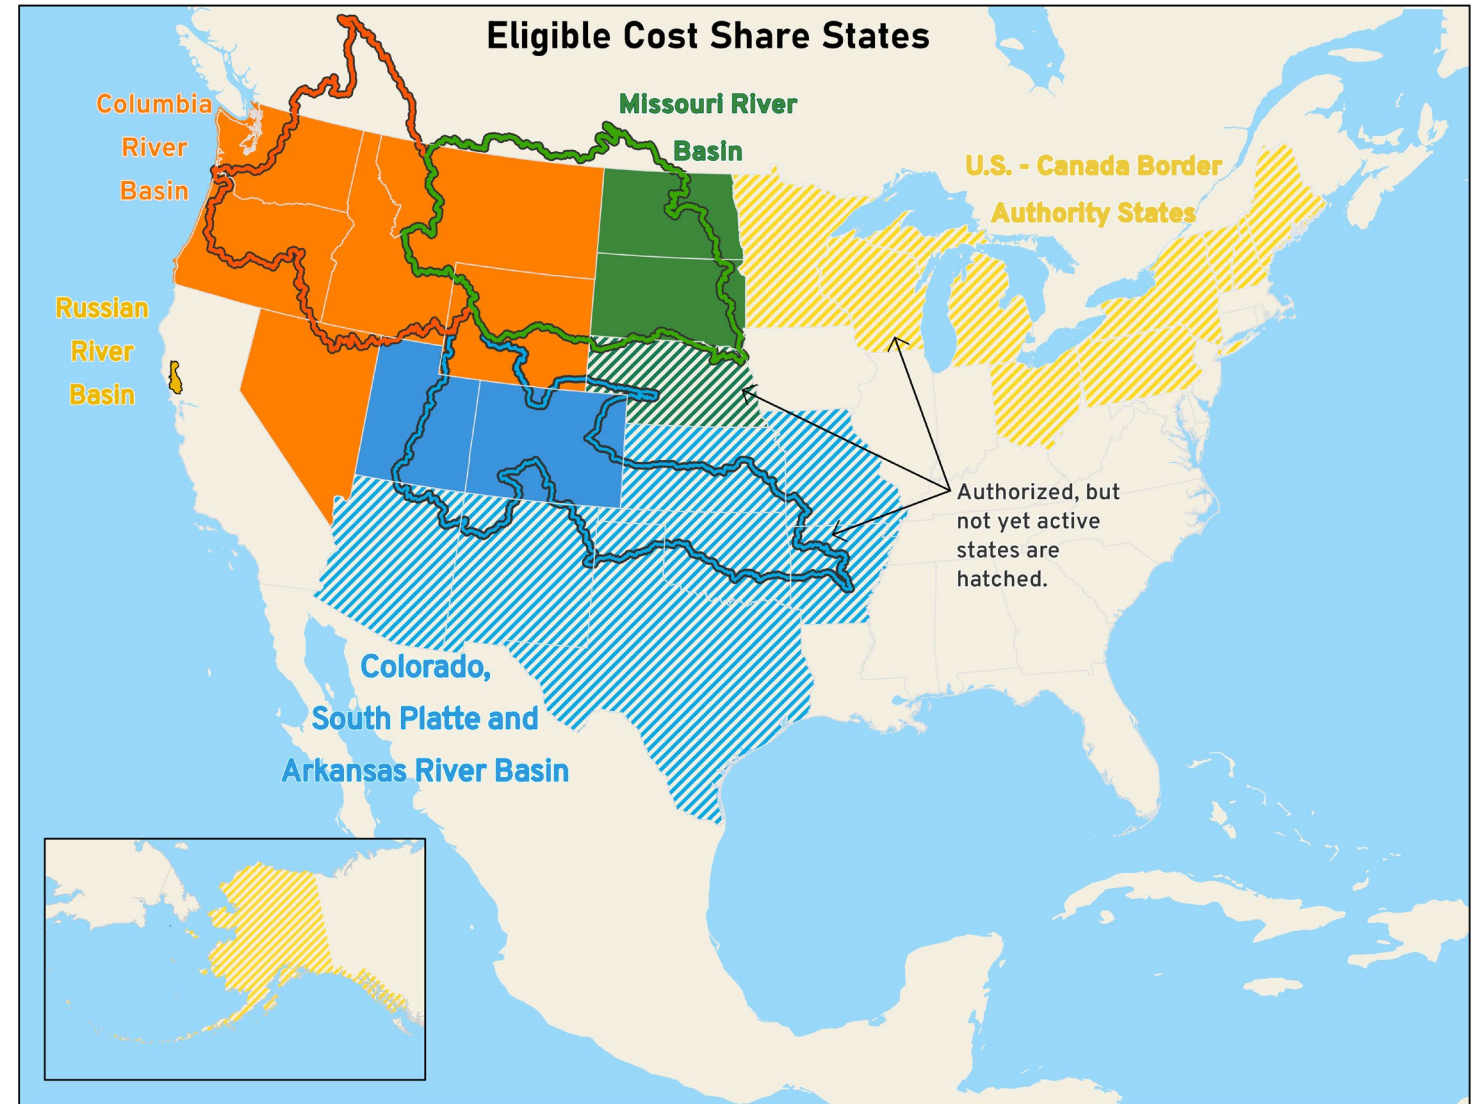 Eligible Cost Share States
Columbia
River
Basin
Missouri River
Basin
U.S. - Canada Border
Authority States
Russian
River
Basin
Authorized, but
not yet active
states are
hatched.
Colorado,
South Platte and
Arkansas River Basin